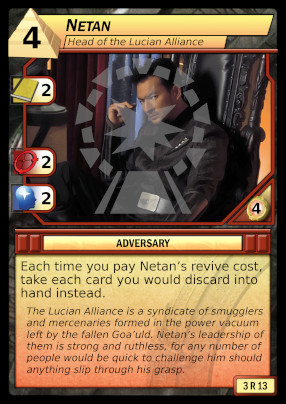 4
NETAN
Head of the Lucian Alliance
2
2
2
4
ADVERSARY
Each time you pay Netan's revive cost,
take each card you would discard into
hand instead.
The Lucian Alliance is a syndicate of smugglers
and mercenaries formed in the power vacuum
left by the fallen Goa'uld. Netan's leadership of
them is strong and ruthless, for any number of
people would be quick to challenge him should
anything slip through his grasp.
3 R 13